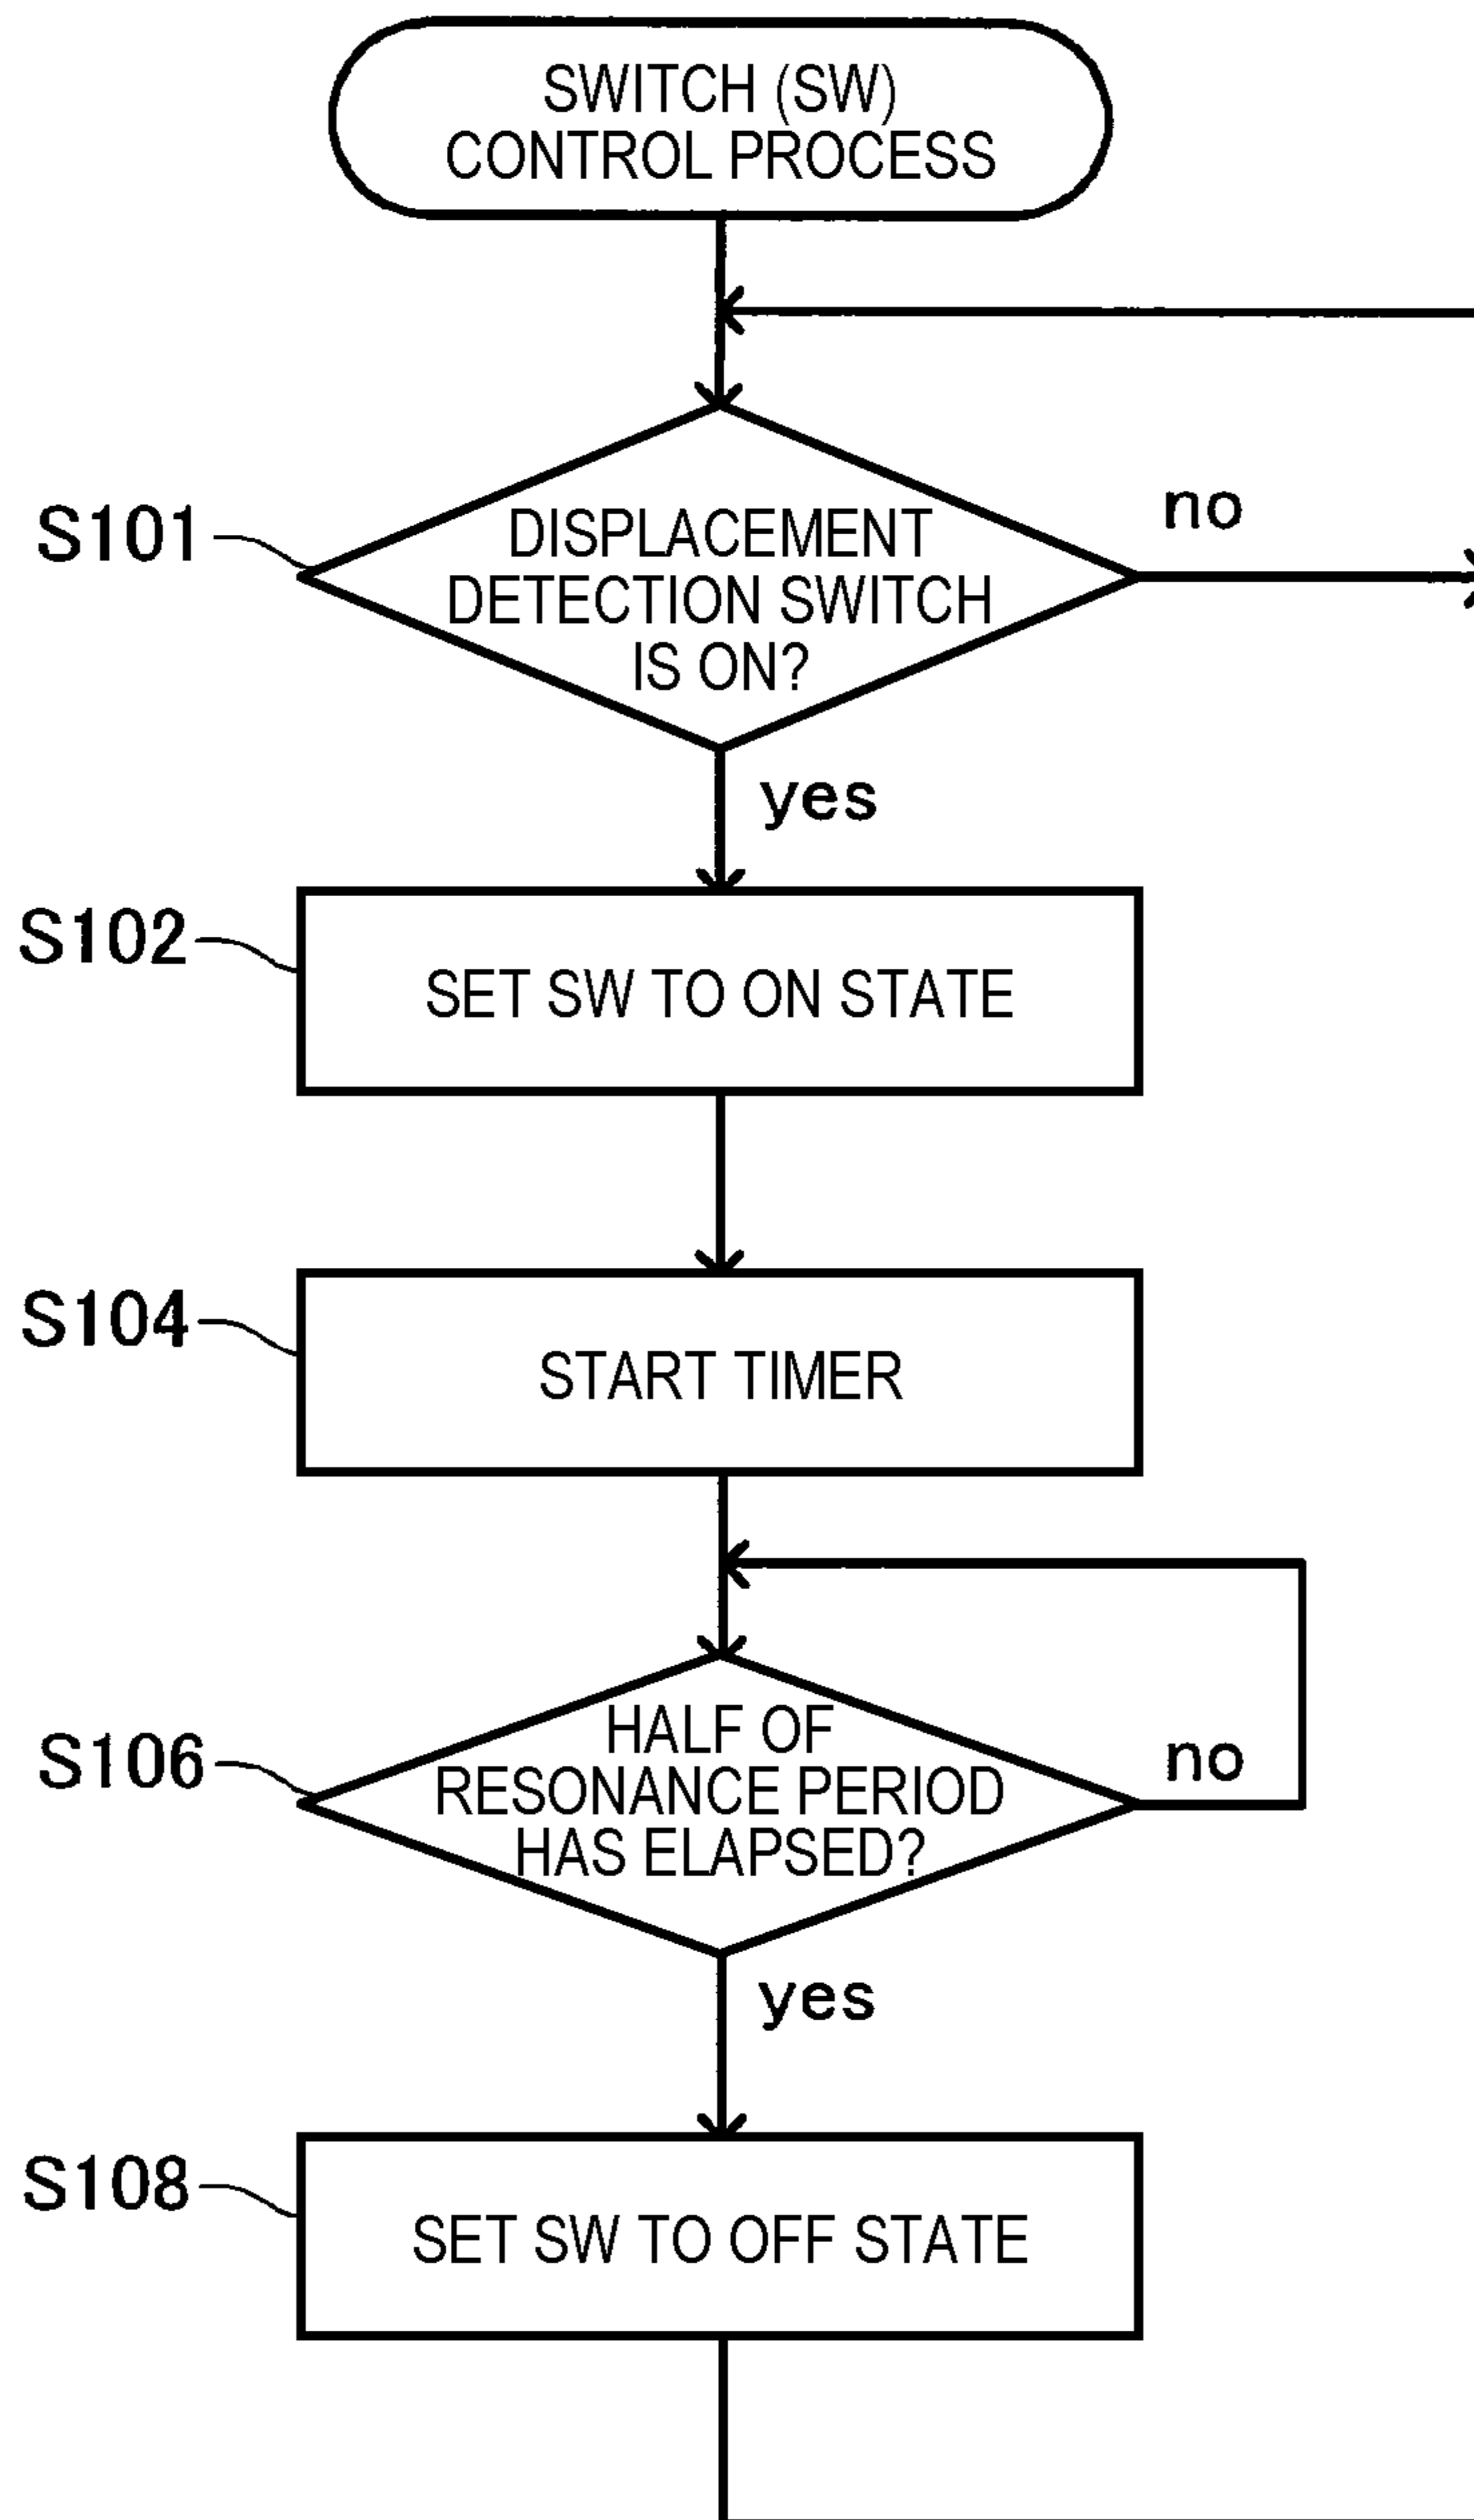 SWITCH (SW)
CONTROL PROCESS
S101
DISPLACEMENT
DETECTION SWITCH
IS ON?
no
yes
S102
SET SW TO ON STATE
S104
START TIMER
S106
HALF OF
RESONANCE PERIOD
HAS ELAPSED?
no
yes
S108
SET SW TO OFF STATE